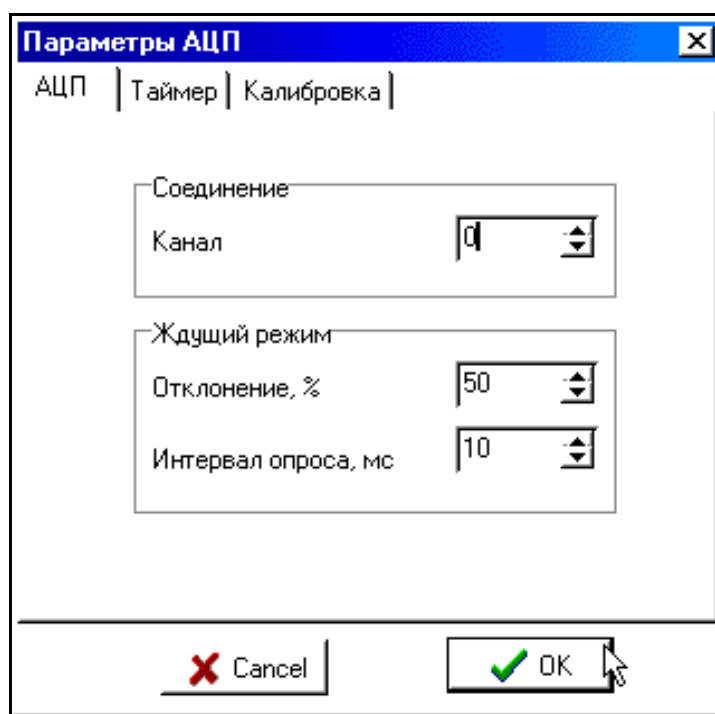 Параметры АЦП
АЦП Таймер Калибровка
Соединение
Канал 0
Ждущий режим
Отклонение, % 50
Интервал опроса, мс 10
Cancel OK